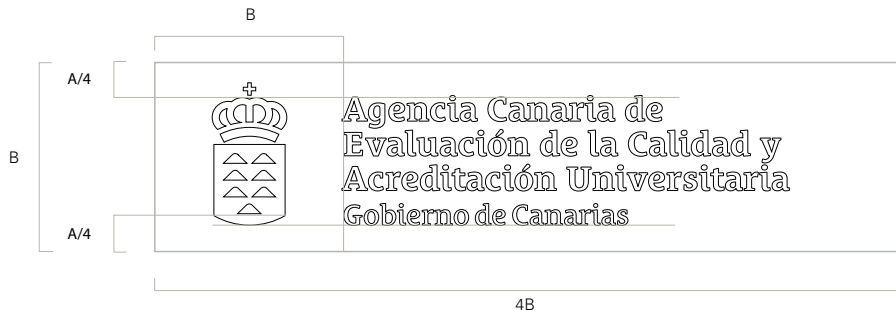 B
A/4
Agencia Canaria de
Evaluación de la Calidad y
B
Acreditación Universitaria
Gobierno de Canarias
A/4
4B